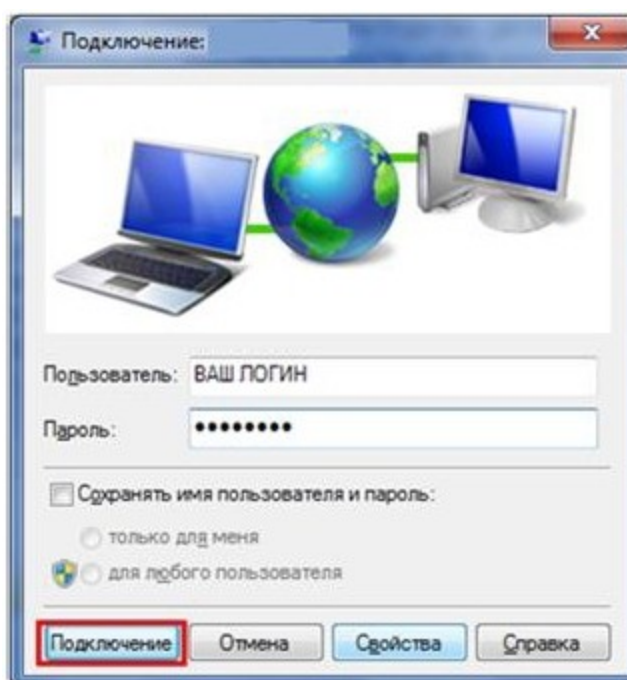 Подключение:
Пользователь: ВАШ ЛОГИН
Пароль: ••••••••
Сохранять имя пользователя и пароль:
только для меня
для любого пользователя
Подключение Отмена Свойства Справка